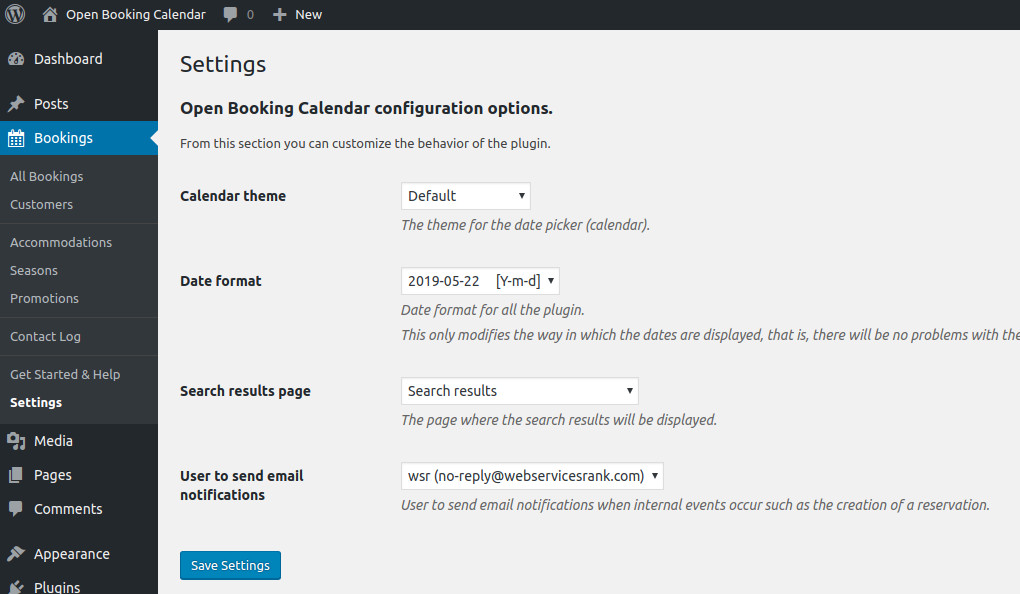 Open Booking Calendar 0 New
Dashboard
Posts
Bookings
All Bookings
Customers
Accommodations
Seasons
Promotions
Contact Log
Get Started & Help
Settings
Media
Pages
Comments
Appearance
Plugins
Settings
Open Booking Calendar configuration options.
From this section you can customize the behavior of the plugin.
Calendar theme
Default
The theme for the date picker (calendar).
Date format
2019-05-22 [Y-m-d]
Date format for all the plugin.
This only modifies the way in which the dates are displayed, that is, there will be no problems with the
Search results page
Search results
The page where the search results will be displayed.
User to send email
notifications
wsr (no-reply@webservicesrank.com)
User to send email notifications when internal events occur such as the creation of a reservation.
Save Settings